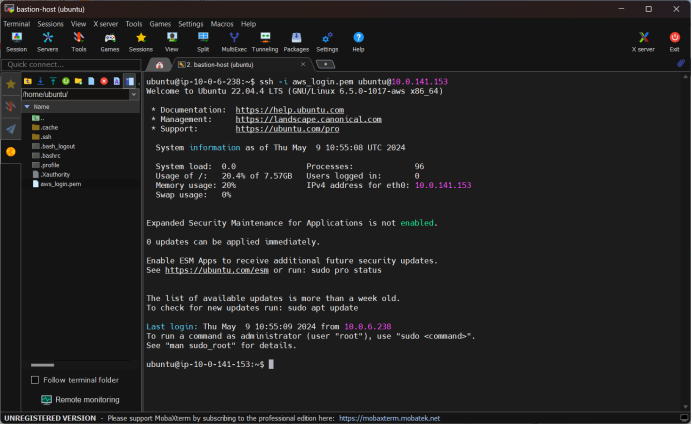 bastion-host (ubuntu)
Terminal Sessions View X server Tools Games Settings Macros Help
Session Servers Tools Games Sessions View Split MultiExec Tunneling Packages Settings Help X server Exit
Quick connect...
2. bastion-host (ubuntu)
/home/ubuntu/
Name
..
.cache
.ssh
.bash_logout
.bashrc
.profile
.Xauthority
aws_login.pem
Follow terminal folder
Remote monitoring
ubuntu@ip-10-0-6-238:~$ ssh -i aws_login.pem ubuntu@10.0.141.153
Welcome to Ubuntu 22.04.4 LTS (GNU/Linux 6.5.0-1017-aws x86_64)
* Documentation: https://help.ubuntu.com
* Management: https://landscape.canonical.com
* Support: https://ubuntu.com/pro
System information as of Thu May 9 10:55:08 UTC 2024
System load: 0.0 Processes: 96
Usage of /: 20.4% of 7.57GB Users logged in: 0
Memory usage: 20% IPv4 address for eth0: 10.0.141.153
Swap usage: 0%
Expanded Security Maintenance for Applications is not enabled.
0 updates can be applied immediately.
Enable ESM Apps to receive additional future security updates.
See https://ubuntu.com/esm or run: sudo pro status
The list of available updates is more than a week old.
To check for new updates run: sudo apt update
Last login: Thu May 9 10:55:09 2024 from 10.0.6.238
To run a command as administrator (user "root"), use "sudo <command>".
See "man sudo_root" for details.
ubuntu@ip-10-0-141-153:~$
UNREGISTERED VERSION - Please support MobaXterm by subscribing to the professional edition here: https://mobaxterm.mobatek.net